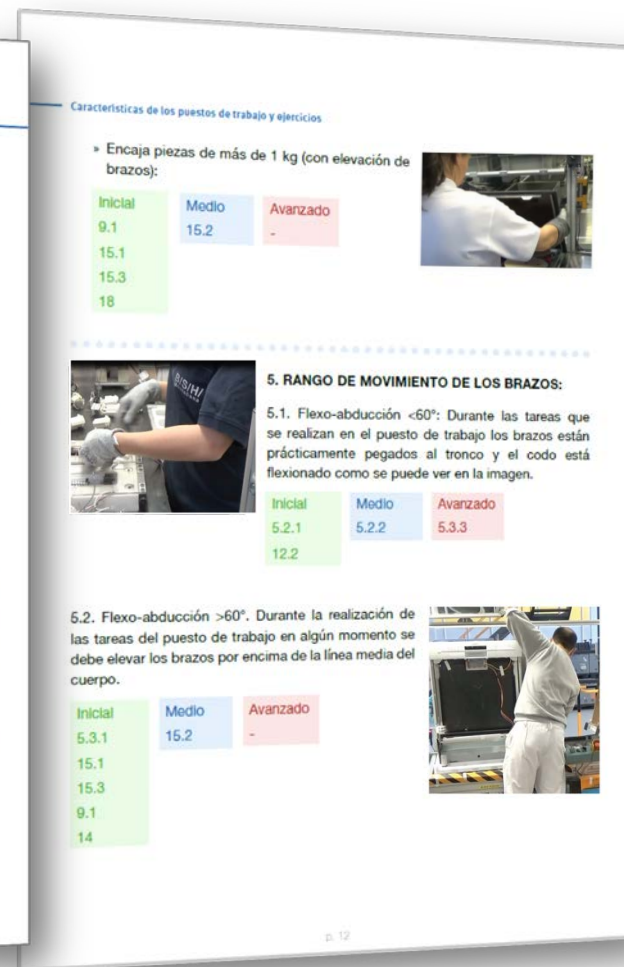 Características de los puestos de trabajo y ejercicios
» Encaja piezas de más de 1 kg (con elevación de
brazos):
Inicial Medio Avanzado
9.1 15.2 -
15.1
15.3
18
B/S/H/
5. RANGO DE MOVIMIENTO DE LOS BRAZOS:
5.1. Flexo-abducción <60°: Durante las tareas que
se realizan en el puesto de trabajo los brazos están
prácticamente pegados al tronco y el codo está
flexionado como se puede ver en la imagen.
Inicial Medio Avanzado
5.2.1 5.2.2 5.3.3
12.2
5.2. Flexo-abducción >60°. Durante la realización de
las tareas del puesto de trabajo en algún momento se
debe elevar los brazos por encima de la línea media del
cuerpo.
Inicial Medio Avanzado
5.3.1 15.2 -
15.1
15.3
9.1
14
p. 12